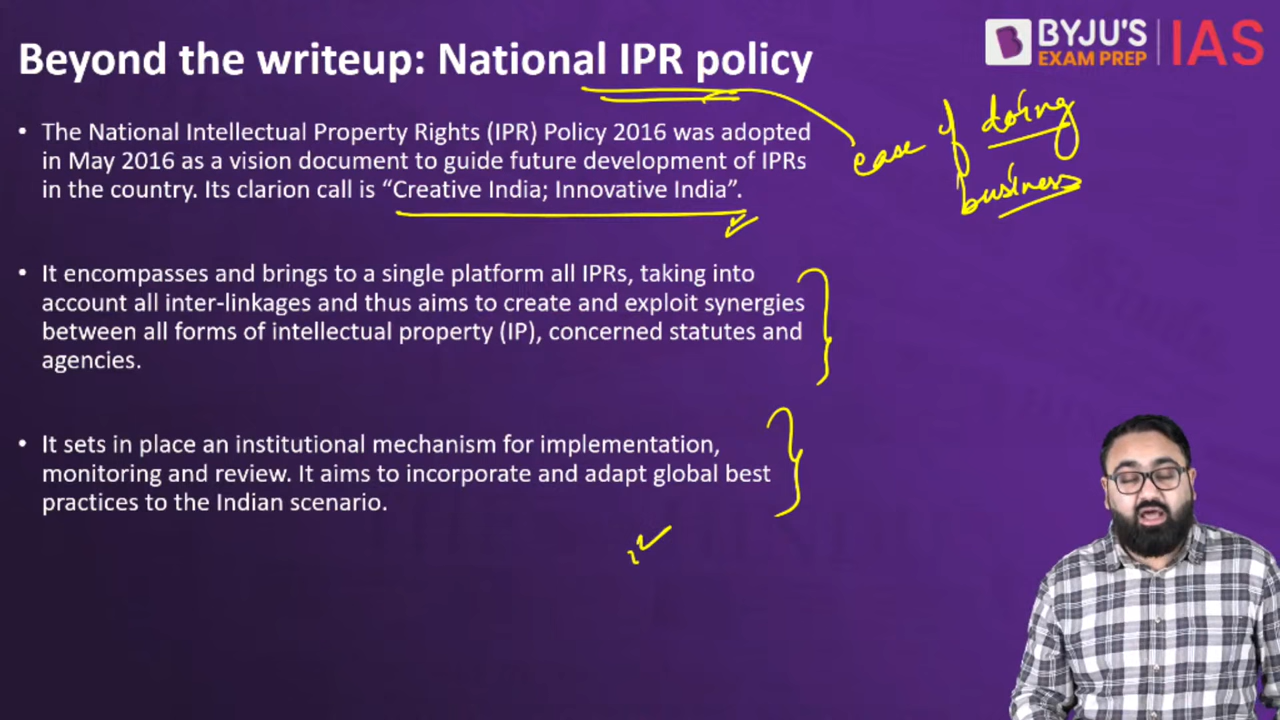 Beyond the writeup: National IPR policy
BYJU'S
EXAM PREP
IAS
• The National Intellectual Property Rights (IPR) Policy 2016 was adopted
in May 2016 as a vision document to guide future development of IPRs
in the country. Its clarion call is “Creative India; Innovative India”.
ease of doing
business
• It encompasses and brings to a single platform all IPRs, taking into
account all inter-linkages and thus aims to create and exploit synergies
between all forms of intellectual property (IP), concerned statutes and
agencies.
• It sets in place an institutional mechanism for implementation,
monitoring and review. It aims to incorporate and adapt global best
practices to the Indian scenario.